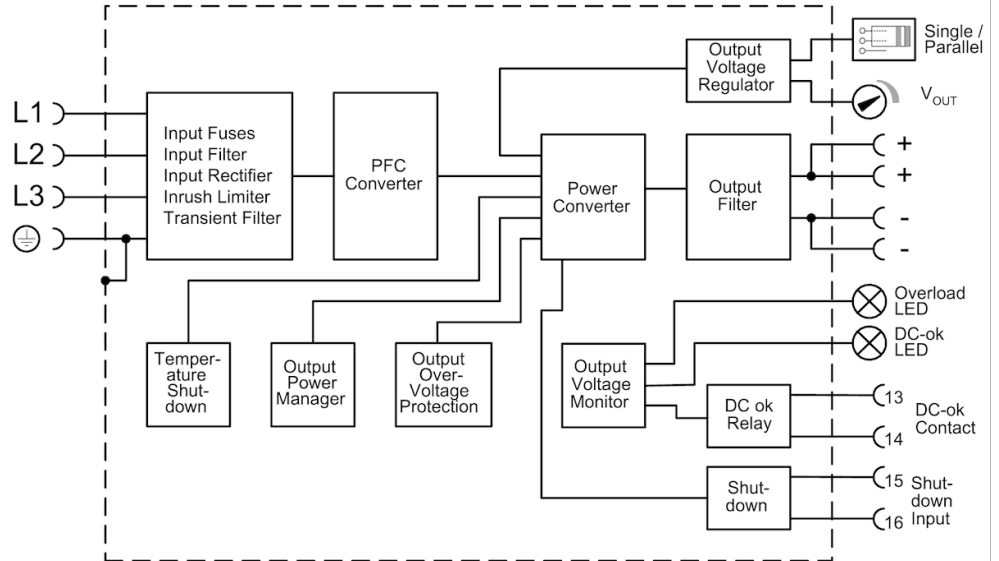 L1
L2
L3
Input Fuses
Input Filter
Input Rectifier
Inrush Limiter
Transient Filter
PFC
Converter
Output
Voltage
Regulator
Single /
Parallel
VOUT
Power
Converter
Output
Filter
+
+
-
-
Temper-
ature
Shut-
down
Output
Power
Manager
Output
Over-
Voltage
Protection
Output
Voltage
Monitor
Overload
LED
DC-ok
LED
DC ok
Relay
13
14
DC-ok
Contact
Shut-
down
15
16
Shut-
down
Input